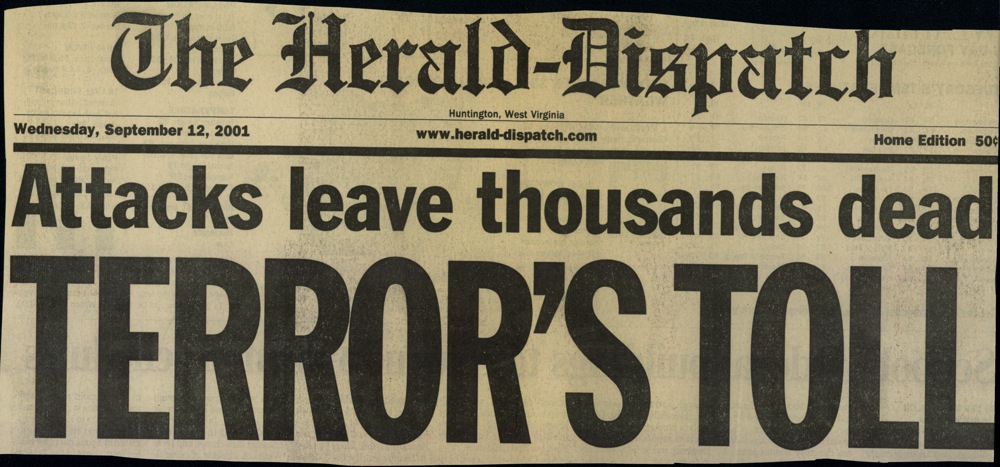 The Herald-Dispatch
Huntington, West Virginia
Wednesday, September 12, 2001 www.herald-dispatch.com Home Edition 50¢
Attacks leave thousands dead
TERROR'S TOLL